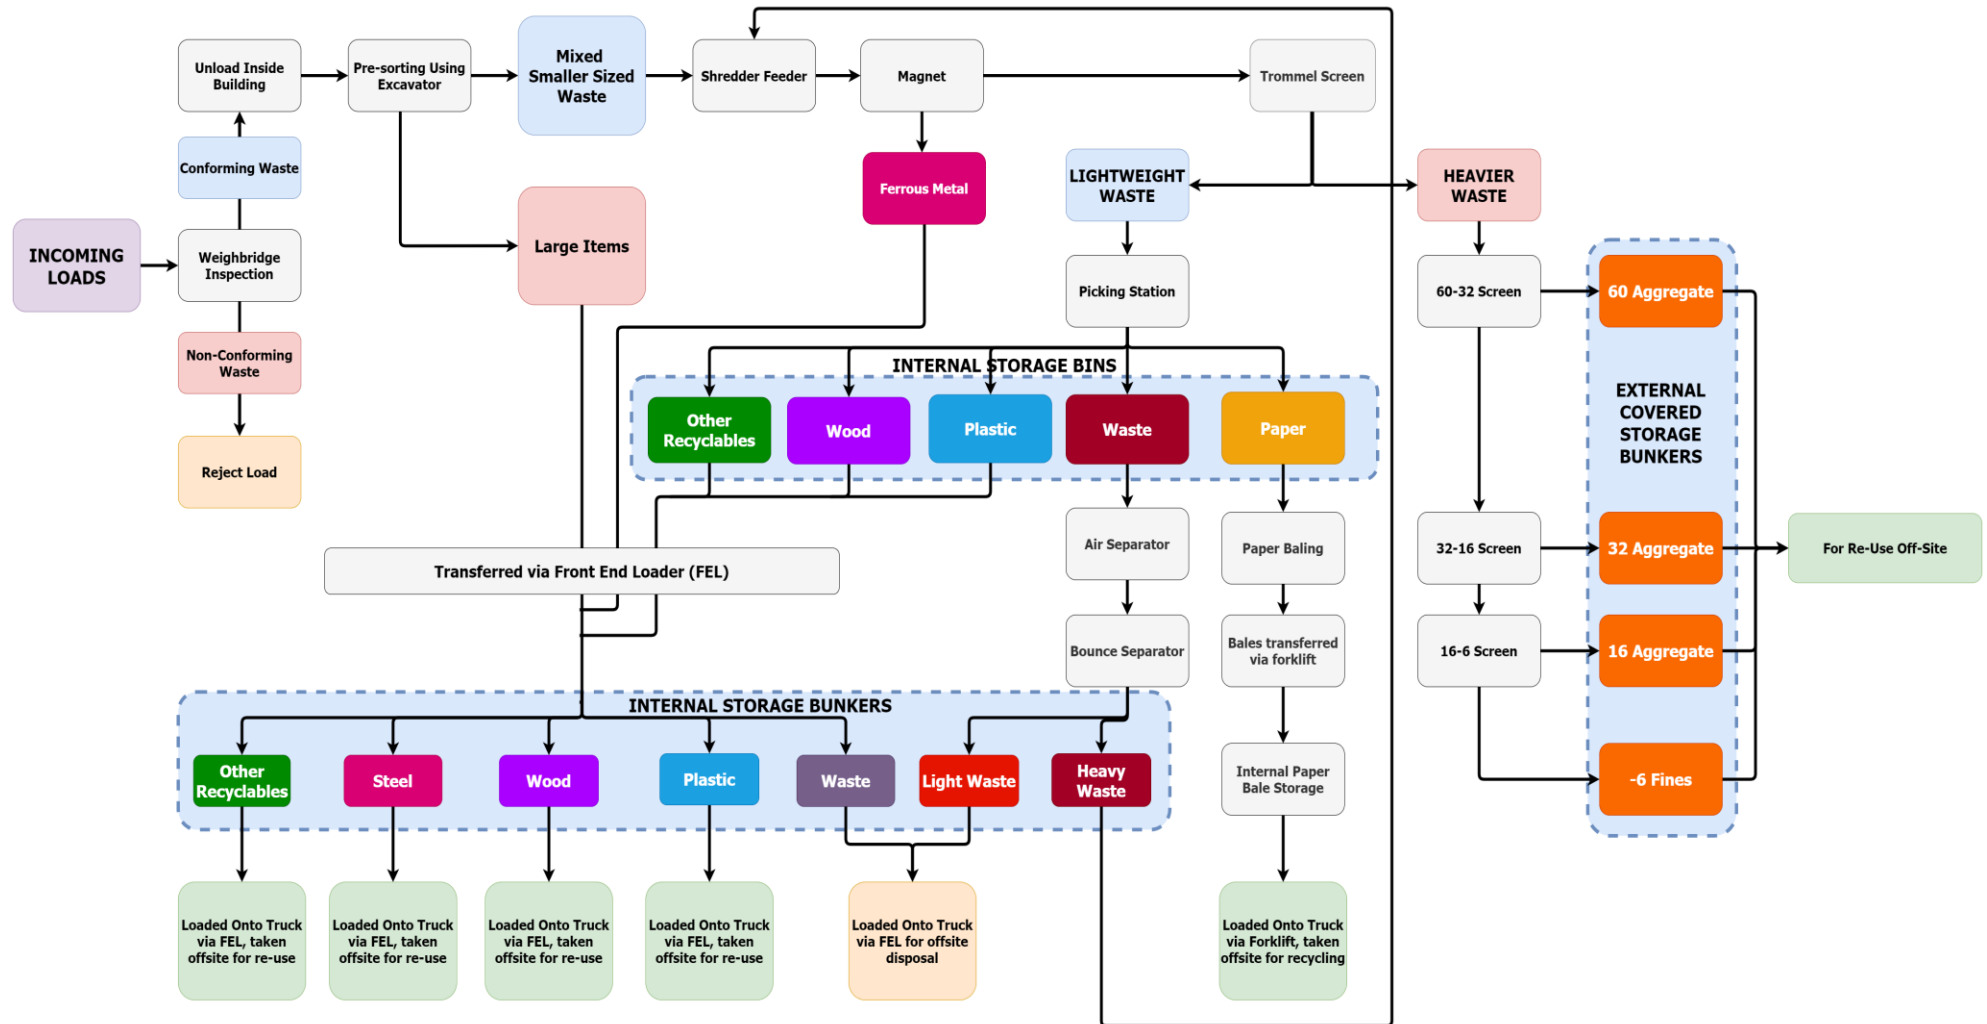 Unload Inside
Building
Pre-sorting Using
Excavator
Mixed
Smaller Sized
Waste
Shredder Feeder
Magnet
Trommel Screen
Conforming Waste
Ferrous Metal
LIGHTWEIGHT
WASTE
HEAVIER
WASTE
INCOMING
LOADS
Weighbridge
Inspection
Large Items
Picking Station
60-32 Screen
60 Aggregate
Non-Conforming
Waste
INTERNAL STORAGE BINS
EXTERNAL
COVERED
STORAGE
BUNKERS
Other
Recyclables
Wood
Plastic
Waste
Paper
Reject Load
Air Separator
Paper Baling
32-16 Screen
32 Aggregate
For Re-Use Off-Site
Transferred via Front End Loader (FEL)
Bounce Separator
Bales transferred
via forklift
16-6 Screen
16 Aggregate
INTERNAL STORAGE BUNKERS
Other
Recyclables
Steel
Wood
Plastic
Waste
Light Waste
Heavy
Waste
Internal Paper
Bale Storage
-6 Fines
Loaded Onto Truck
via FEL, taken
offsite for re-use
Loaded Onto Truck
via FEL, taken
offsite for re-use
Loaded Onto Truck
via FEL, taken
offsite for re-use
Loaded Onto Truck
via FEL, taken
offsite for re-use
Loaded Onto Truck
via FEL for offsite
disposal
Loaded Onto Truck
via Forklift, taken
offsite for recycling